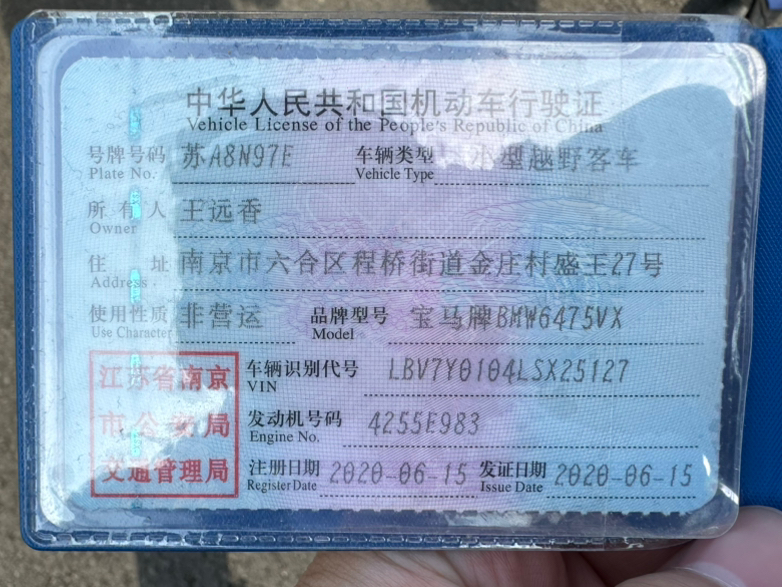 中华人民共和国机动车行驶证
Vehicle License of the People's Republic of China
号牌号码 苏A8N97E 车辆类型 小型越野客车
Plate No. Vehicle Type
所有人 王远香
Owner
住址 南京市六合区程桥街道金庄村盛王27号
Address
使用性质 非营运 品牌型号 宝马牌BMW6475VX
Use Character Model
江苏省南京 车辆识别代号 LBV7Y0104LSX25127
VIN
市公安局 发动机号码 4255E983
Engine No.
交通管理局 注册日期 2020-06-15 发证日期 2020-06-15
Register Date Issue Date